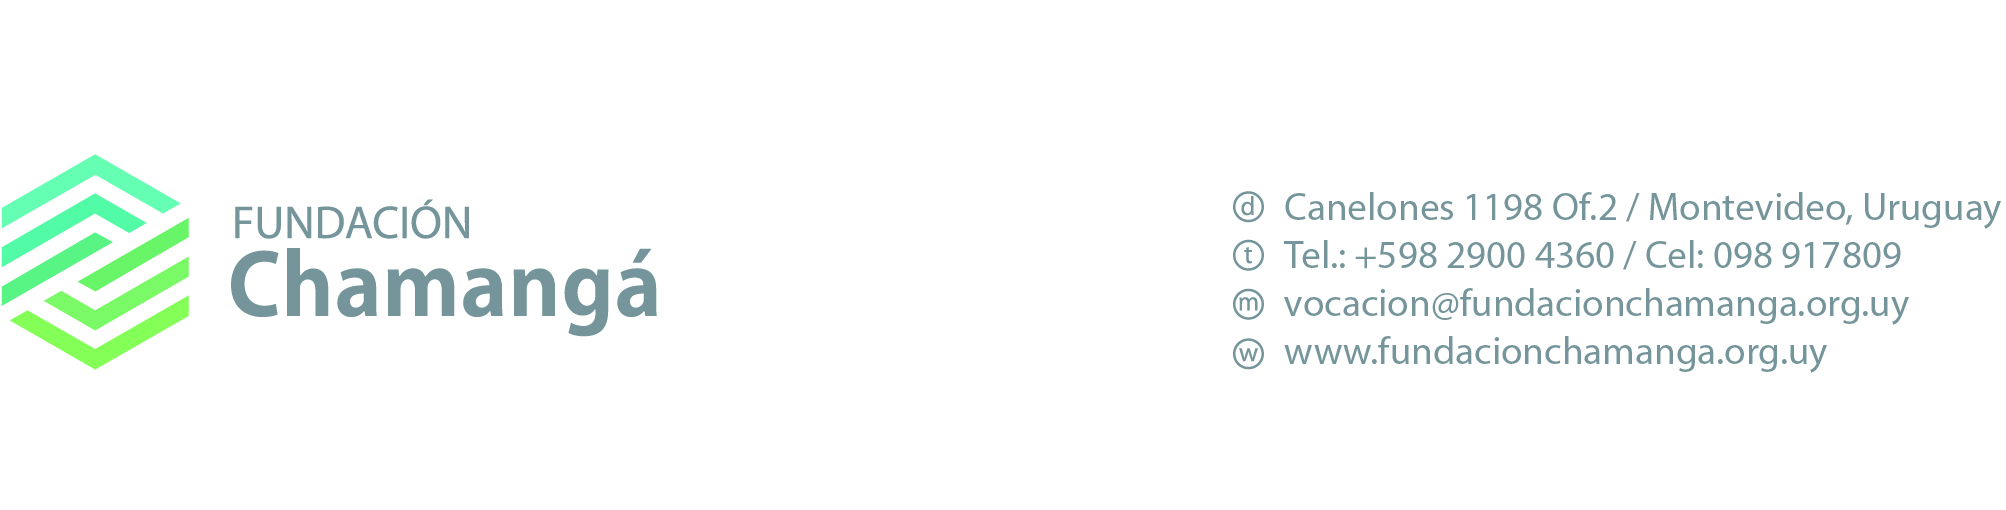 FUNDACIÓN
Chamangá
d Canelones 1198 Of.2 / Montevideo, Uruguay
t Tel.: +598 2900 4360 / Cel: 098 917809
m vocacion@fundacionchamanga.org.uy
w www.fundacionchamanga.org.uy